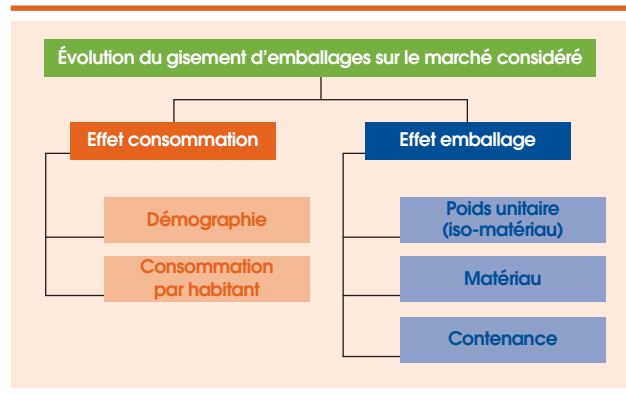 Évolution du gisement d’emballages sur le marché considéré
Effet consommation
Démographie
Consommation
par habitant
Effet emballage
Poids unitaire
(iso-matériau)
Matériau
Contenance